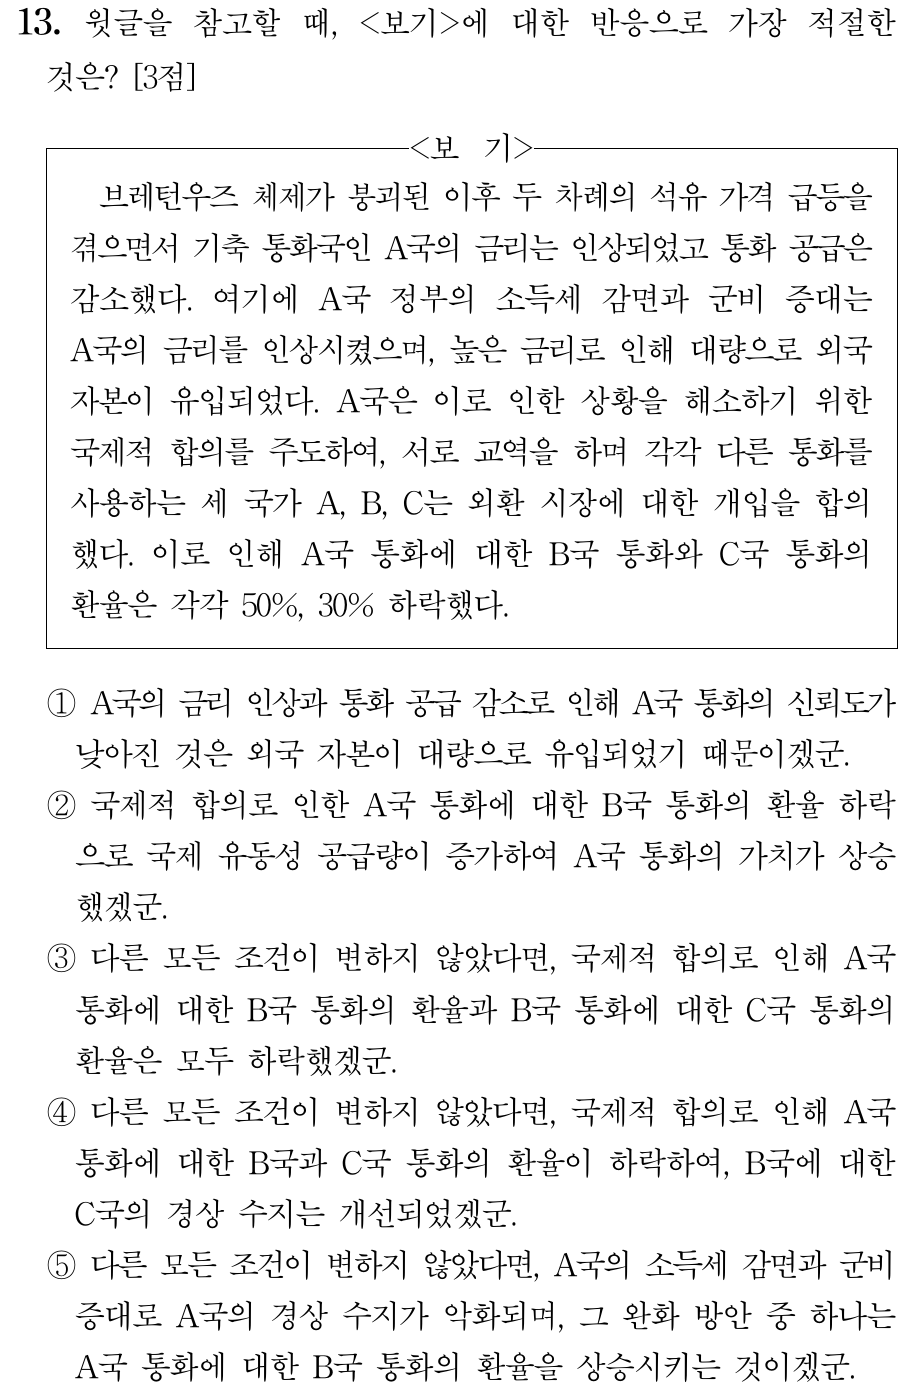 13. 윗글을 참고할 때, <보기>에 대한 반응으로 가장 적절한
것은? [3점]
<보 기>
브레턴우즈 체제가 붕괴된 이후 두 차례의 석유 가격 급등을
겪으면서 기축 통화국인 A국의 금리는 인상되었고 통화 공급은
감소했다. 여기에 A국 정부의 소득세 감면과 군비 증대는
A국의 금리를 인상시켰으며, 높은 금리로 인해 대량으로 외국
자본이 유입되었다. A국은 이로 인한 상황을 해소하기 위한
국제적 합의를 주도하여, 서로 교역을 하며 각각 다른 통화를
사용하는 세 국가 A, B, C는 외환 시장에 대한 개입을 합의
했다. 이로 인해 A국 통화에 대한 B국 통화와 C국 통화의
환율은 각각 50%, 30% 하락했다.
① A국의 금리 인상과 통화 공급 감소로 인해 A국 통화의 신뢰도가
낮아진 것은 외국 자본이 대량으로 유입되었기 때문이겠군.
② 국제적 합의로 인한 A국 통화에 대한 B국 통화의 환율 하락
으로 국제 유동성 공급량이 증가하여 A국 통화의 가치가 상승
했겠군.
③ 다른 모든 조건이 변하지 않았다면, 국제적 합의로 인해 A국
통화에 대한 B국 통화의 환율과 B국 통화에 대한 C국 통화의
환율은 모두 하락했겠군.
④ 다른 모든 조건이 변하지 않았다면, 국제적 합의로 인해 A국
통화에 대한 B국과 C국 통화의 환율이 하락하여, B국에 대한
C국의 경상 수지는 개선되었겠군.
⑤ 다른 모든 조건이 변하지 않았다면, A국의 소득세 감면과 군비
증대로 A국의 경상 수지가 악화되며, 그 완화 방안 중 하나는
A국 통화에 대한 B국 통화의 환율을 상승시키는 것이겠군.